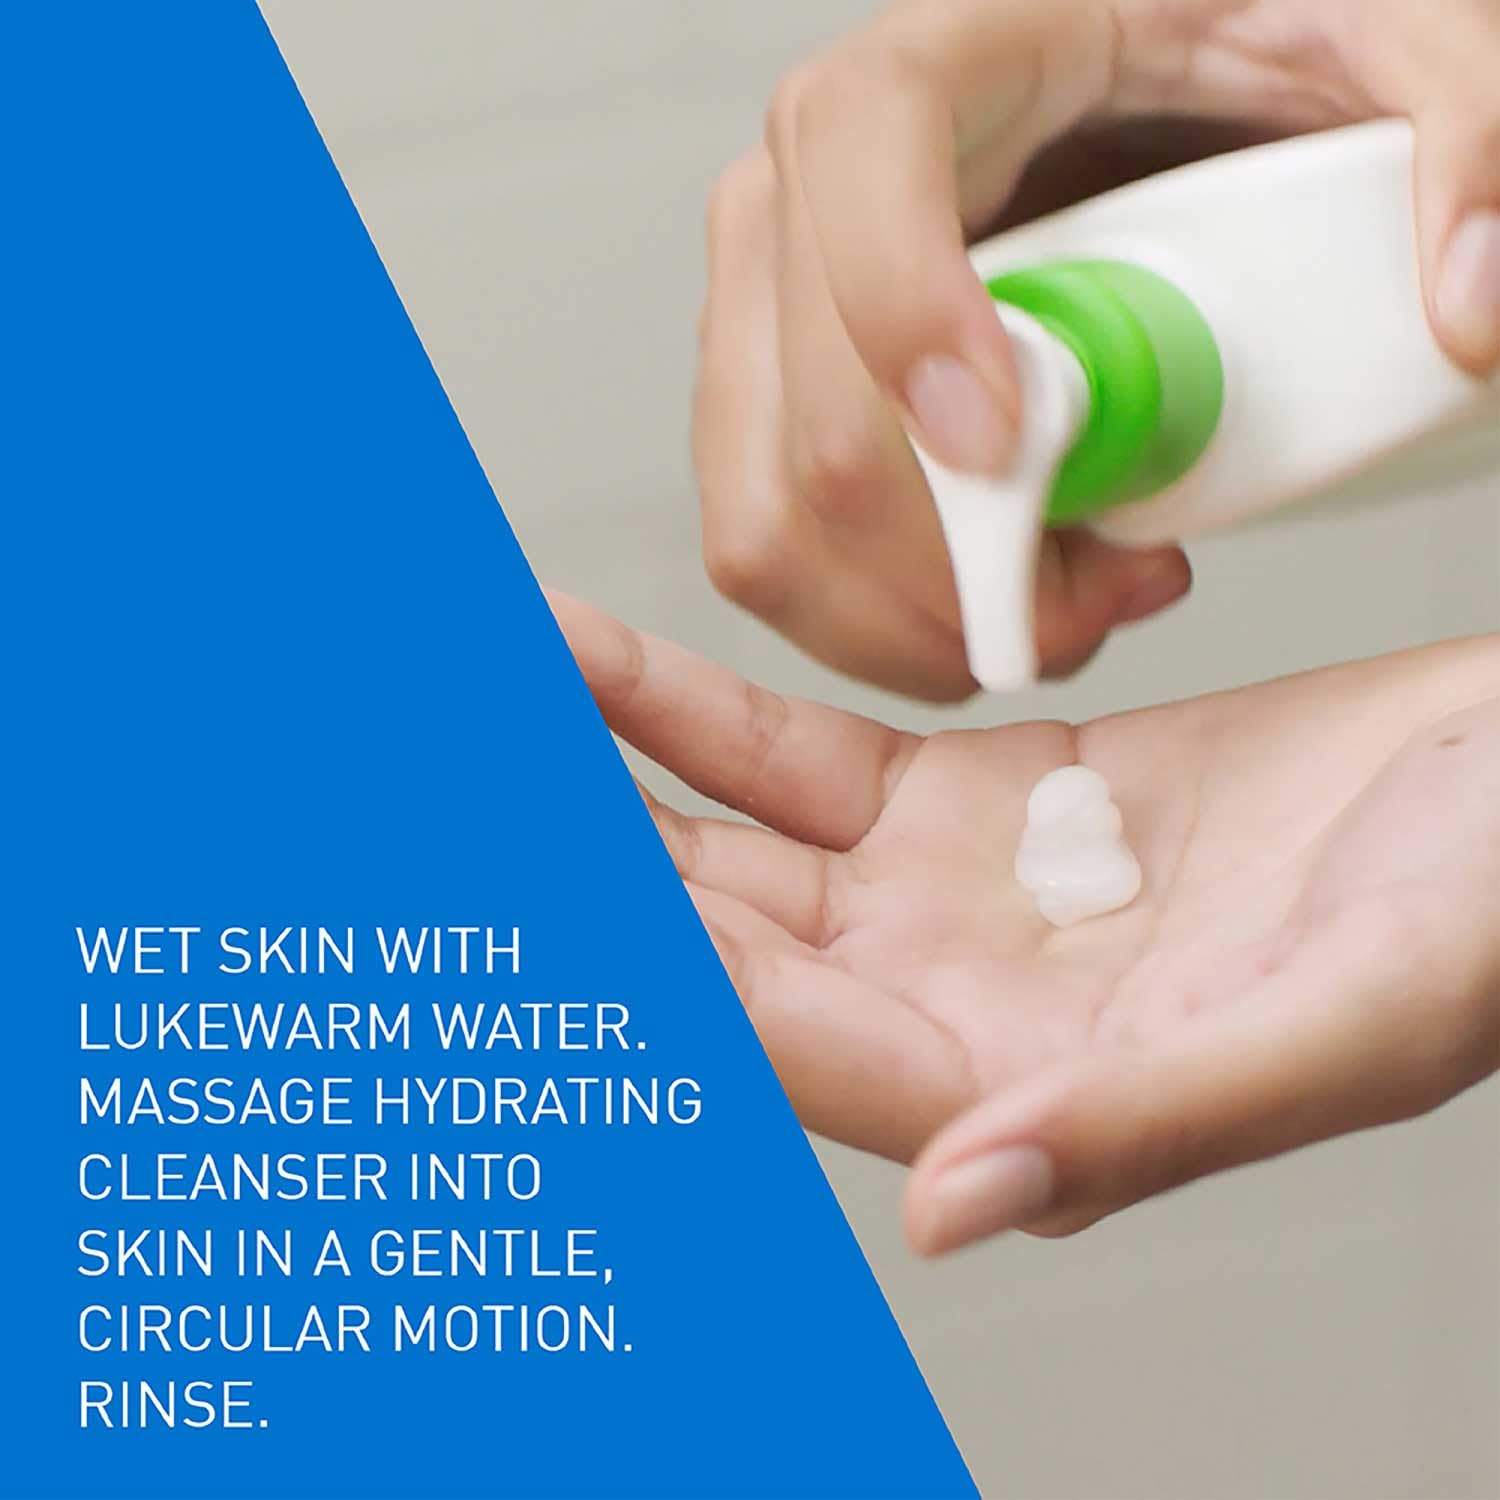 WET SKIN WITH
LUKEWARM WATER.
MASSAGE HYDRATING
CLEANSER INTO
SKIN IN A GENTLE,
CIRCULAR MOTION.
RINSE.